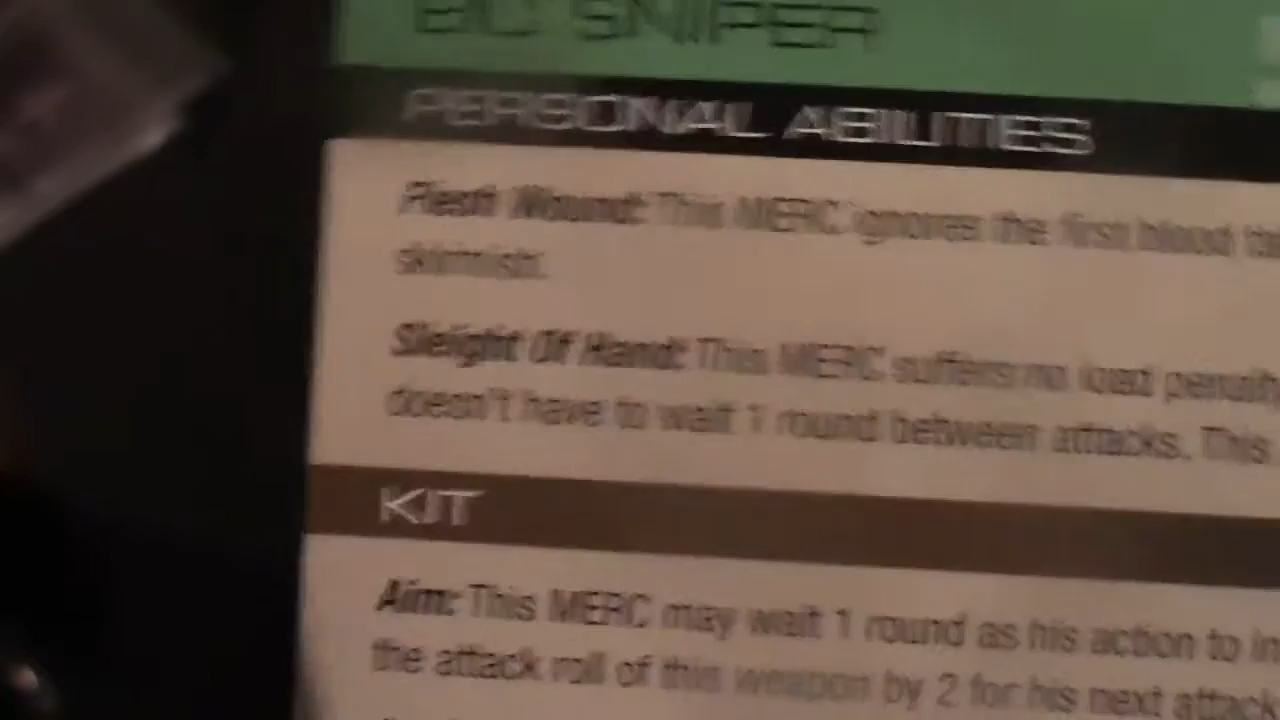 SNIPER
PERSONAL ABILITIES
Flesh Wound: This MERC ignores the first blood
skirmish.
Sleight Of Hand: This MERC suffers no load penalty
doesn't have to wait 1 round between attacks. This
KIT
Aim: This MERC may wait 1 round as his action to
the attack roll of this weapon by 2 for his next attack